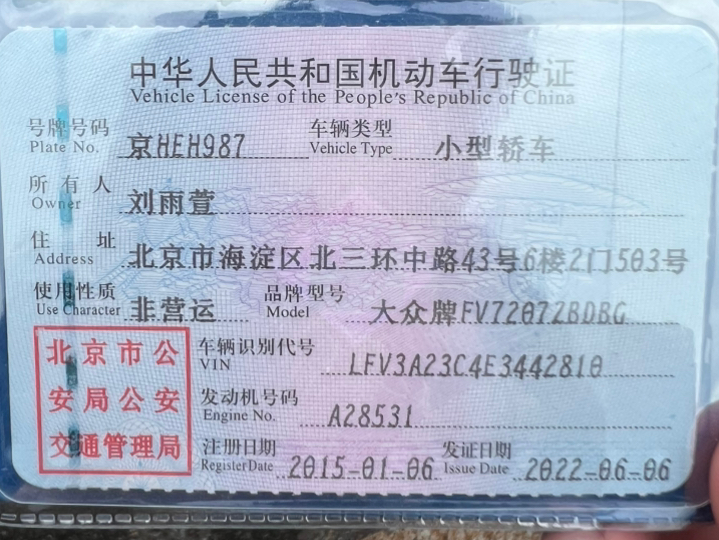 中华人民共和国机动车行驶证
Vehicle License of the People's Republic of China
号牌号码 京HEH987 车辆类型 小型轿车
Plate No. Vehicle Type
所有人 刘雨萱
Owner
住址 北京市海淀区北三环中路43号6楼2门503号
Address
使用性质 非营运 品牌型号 大众牌FV7207ZBDBG
Use Character Model
北京市公
安局公安
交通管理局
车辆识别代号 LFV3A23C4E3442810
VIN
发动机号码 A28531
Engine No.
注册日期 2015-01-06 发证日期 2022-06-06
Register Date Issue Date